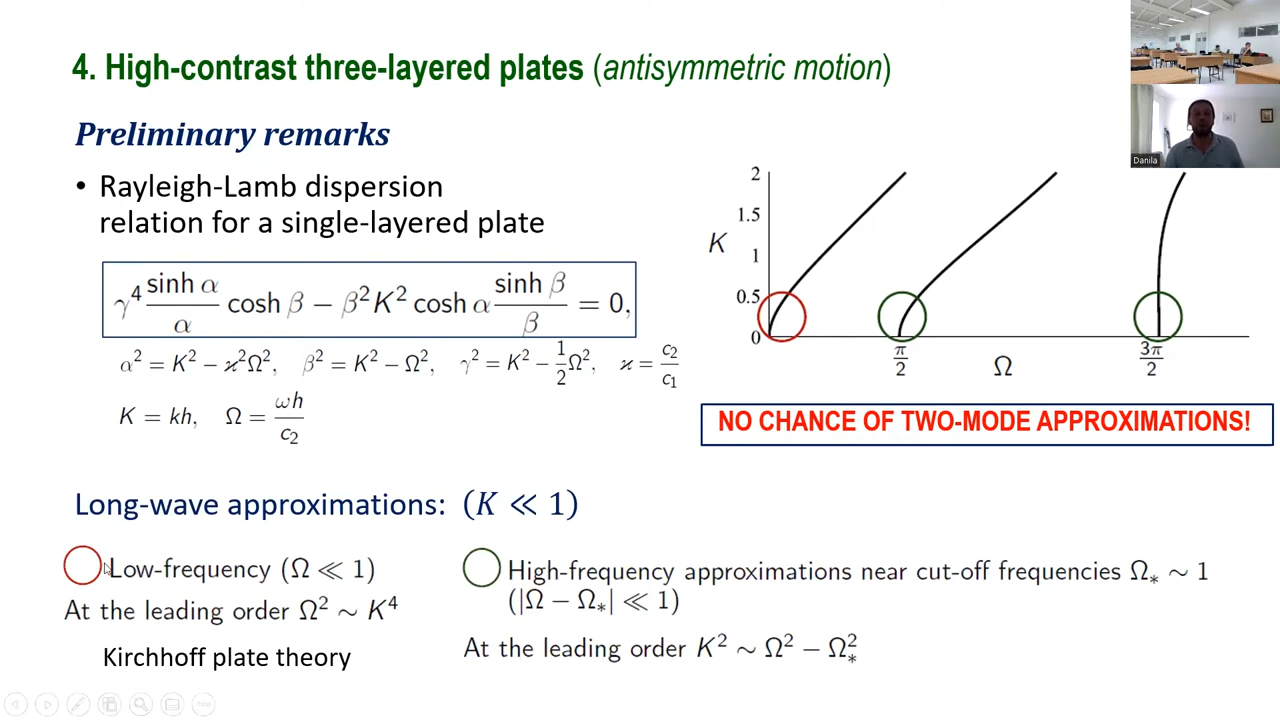 4. High-contrast three-layered plates (antisymmetric motion)
Preliminary remarks
• Rayleigh-Lamb dispersion
relation for a single-layered plate
γ⁴ sinh α / α cosh β − β²K² cosh α sinh β / β = 0,
α² = K² − ϰ²Ω², β² = K² − Ω², γ² = K² − 1/2 Ω², ϰ = c₂/c₁
K = kh, Ω = ωh/c₂
Danila
2
1.5
K
1
0.5
0
π/2
Ω
3π/2
NO CHANCE OF TWO-MODE APPROXIMATIONS!
Long-wave approximations: (K ≪ 1)
Low-frequency (Ω ≪ 1)
At the leading order Ω² ∼ K⁴
Kirchhoff plate theory
High-frequency approximations near cut-off frequencies Ω* ∼ 1
(|Ω − Ω*| ≪ 1)
At the leading order K² ∼ Ω² − Ω*²